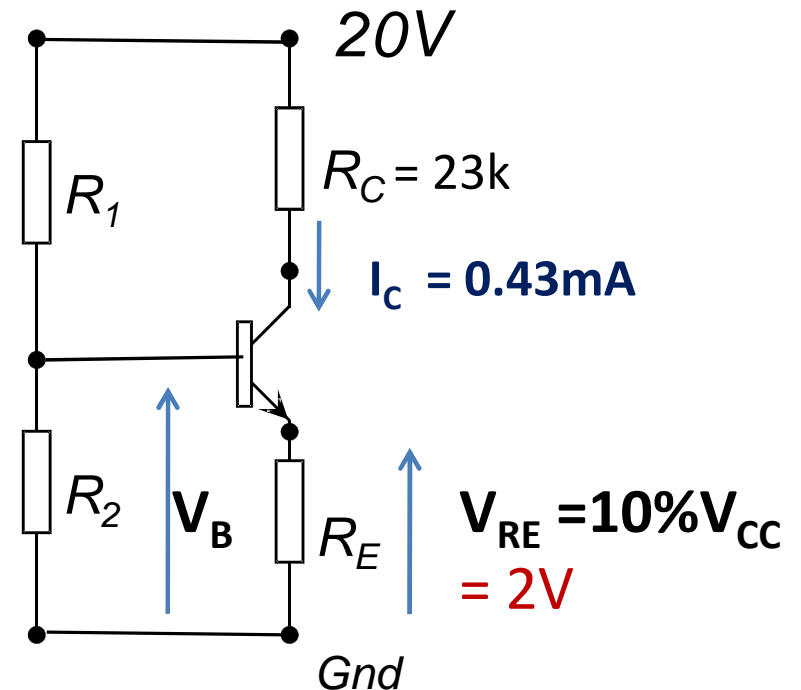 20V
R1
RC = 23k
IC = 0.43mA
R2
VB
RE
VRE =10%VCC
= 2V
Gnd